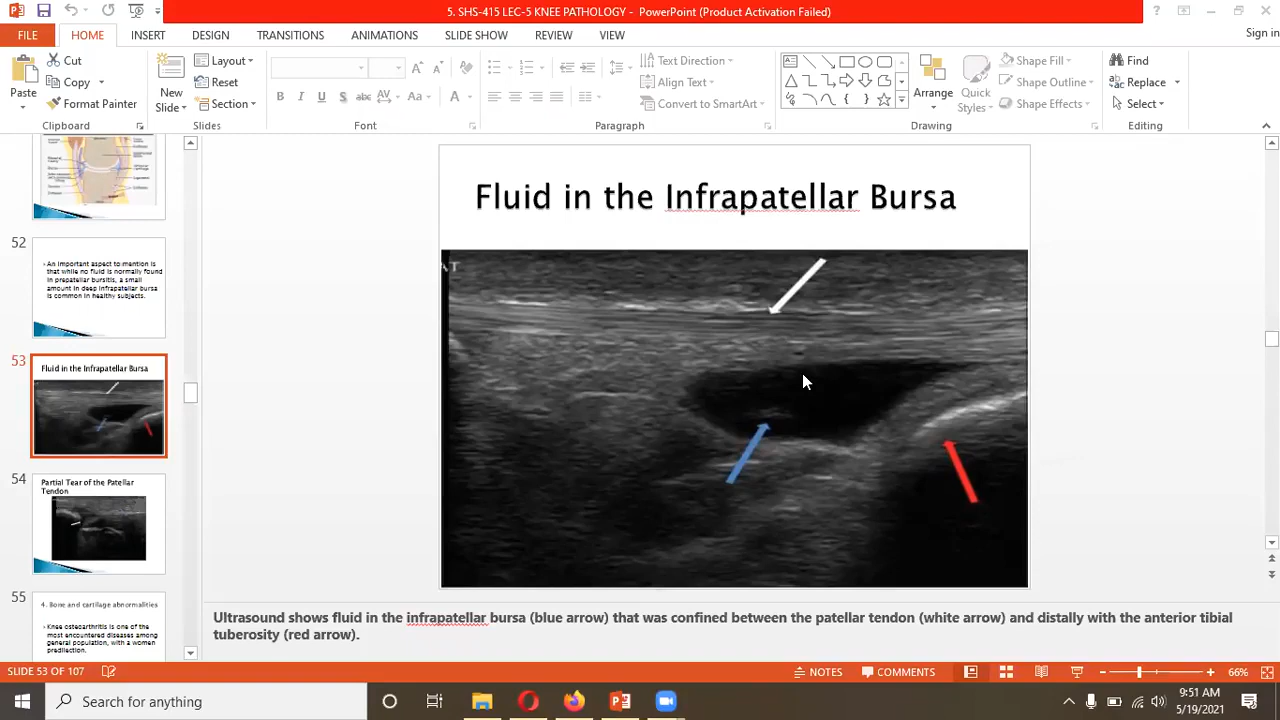 5. SHS-415 LEC-5 KNEE PATHOLOGY - PowerPoint (Product Activation Failed)
FILE HOME INSERT DESIGN TRANSITIONS ANIMATIONS SLIDE SHOW REVIEW VIEW Sign in
Paste
Cut
Copy
Format Painter
Clipboard
New
Slide
Layout
Reset
Section
Slides
B I U S abc AV Aa A
Font
Text Direction
Align Text
Convert to SmartArt
Paragraph
Arrange
Quick
Styles
Shape Fill
Shape Outline
Shape Effects
Drawing
Find
Replace
Select
Editing
52
An important aspect to mention is
that while no fluid is normally found
in prepatellar bursitis, a small
amount in deep infrapatellar bursa
is common in healthy subjects.
53
Fluid in the Infrapatellar Bursa
54
Partial Tear of the Patellar
Tendon
55
4. Bone and cartilage abnormalities
Knee osteoarthritis is one of the
most encountered diseases among
general population, with a women
predilection.
Fluid in the Infrapatellar Bursa
AT
Ultrasound shows fluid in the infrapatellar bursa (blue arrow) that was confined between the patellar tendon (white arrow) and distally with the anterior tibial
tuberosity (red arrow).
SLIDE 53 OF 107 NOTES COMMENTS 66%
Search for anything
9:51 AM
5/19/2021